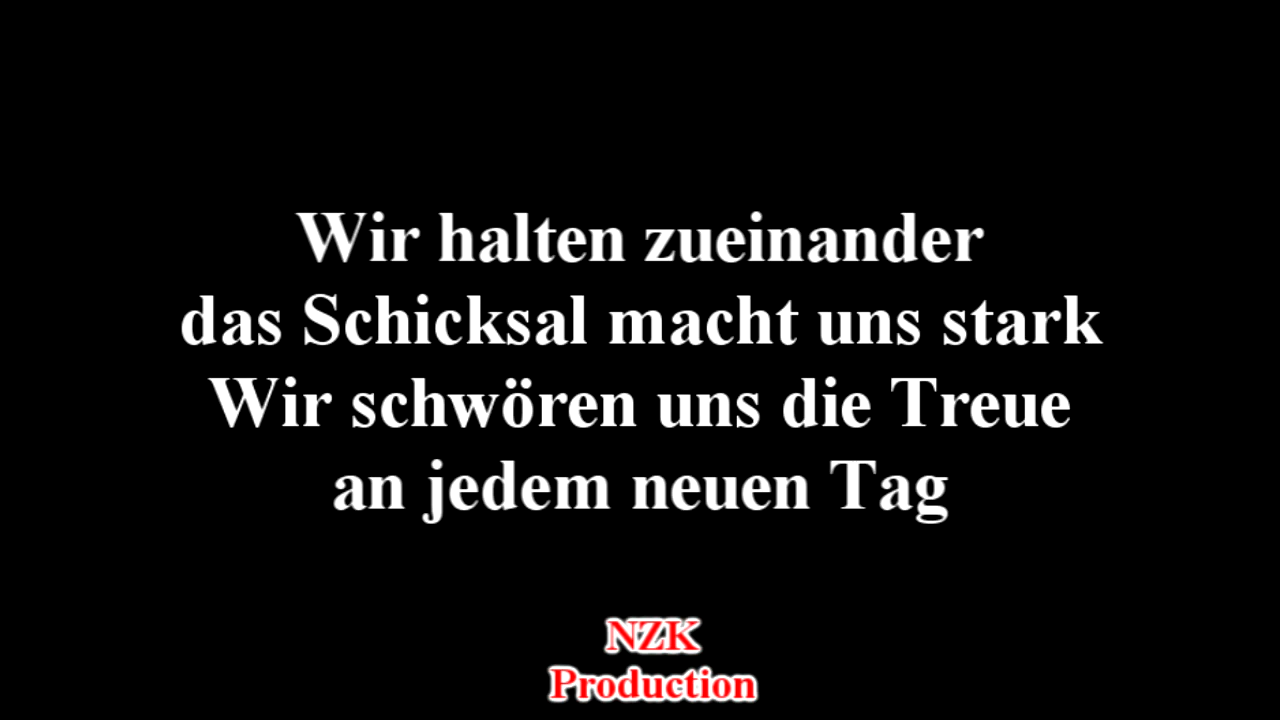 Wir halten zueinander
das Schicksal macht uns stark
Wir schwören uns die Treue
an jedem neuen Tag
NZK
Production